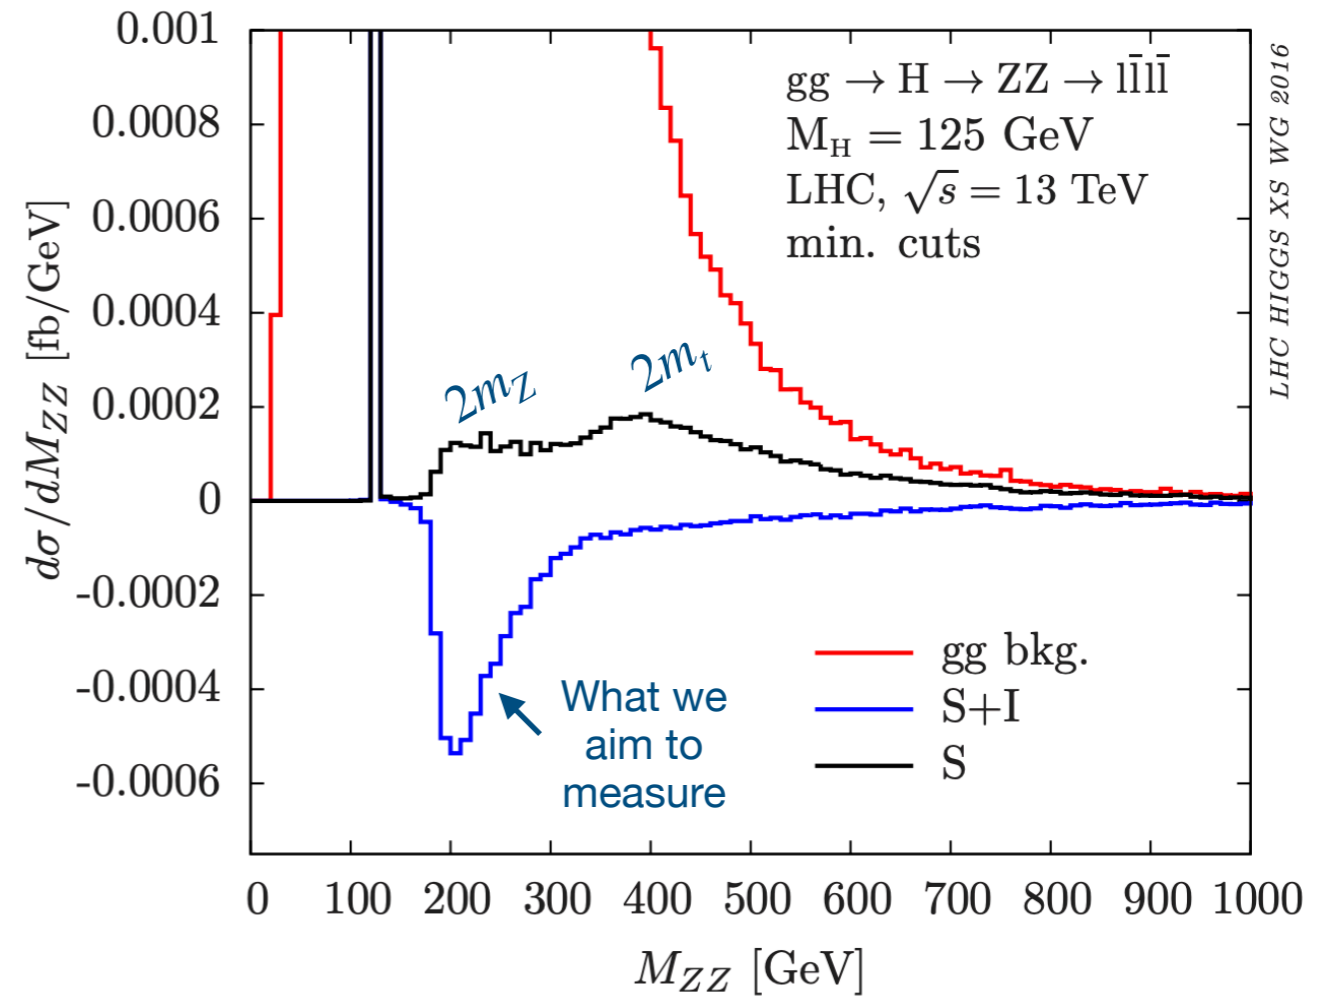 0.001
0.0008
0.0006
0.0004
0.0002
0
-0.0002
-0.0004
-0.0006
dσ/dM_ZZ [fb/GeV]
gg → H → ZZ → ll̄ll̄
M_H = 125 GeV
LHC, √s = 13 TeV
min. cuts
LHC HIGGS XS WG 2016
2m_Z
2m_t
What we
aim to
measure
gg bkg.
S+I
S
0 100 200 300 400 500 600 700 800 900 1000
M_ZZ [GeV]